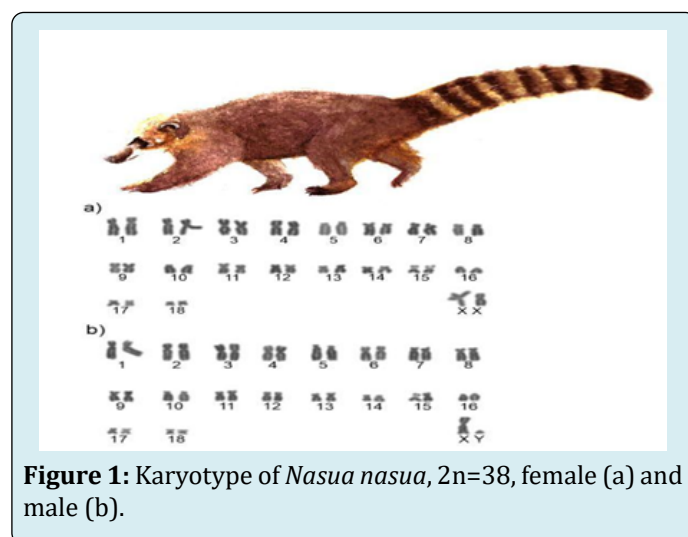 a)
1 2 3 4 5 6 7 8
9 10 11 12 13 14 15 16
17 18 X X
b)
1 2 3 4 5 6 7 8
9 10 11 12 13 14 15 16
17 18 X Y
Figure 1: Karyotype of Nasua nasua, 2n=38, female (a) and
male (b).